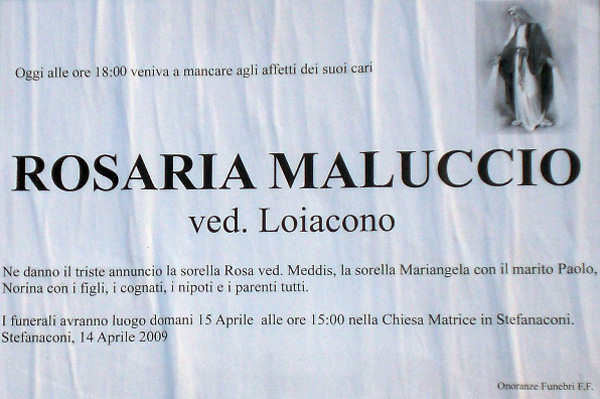 Oggi alle ore 18:00 veniva a mancare agli affetti dei suoi cari
ROSARIA MALUCCIO
ved. Loiacono
Ne danno il triste annuncio la sorella Rosa ved. Meddis, la sorella Mariangela con il marito Paolo,
Norina con i figli, i cognati, i nipoti e i parenti tutti.
I funerali avranno luogo domani 15 Aprile alle ore 15:00 nella Chiesa Matrice in Stefanaconi.
Stefanaconi, 14 Aprile 2009
Onoranze Funebri F.F.